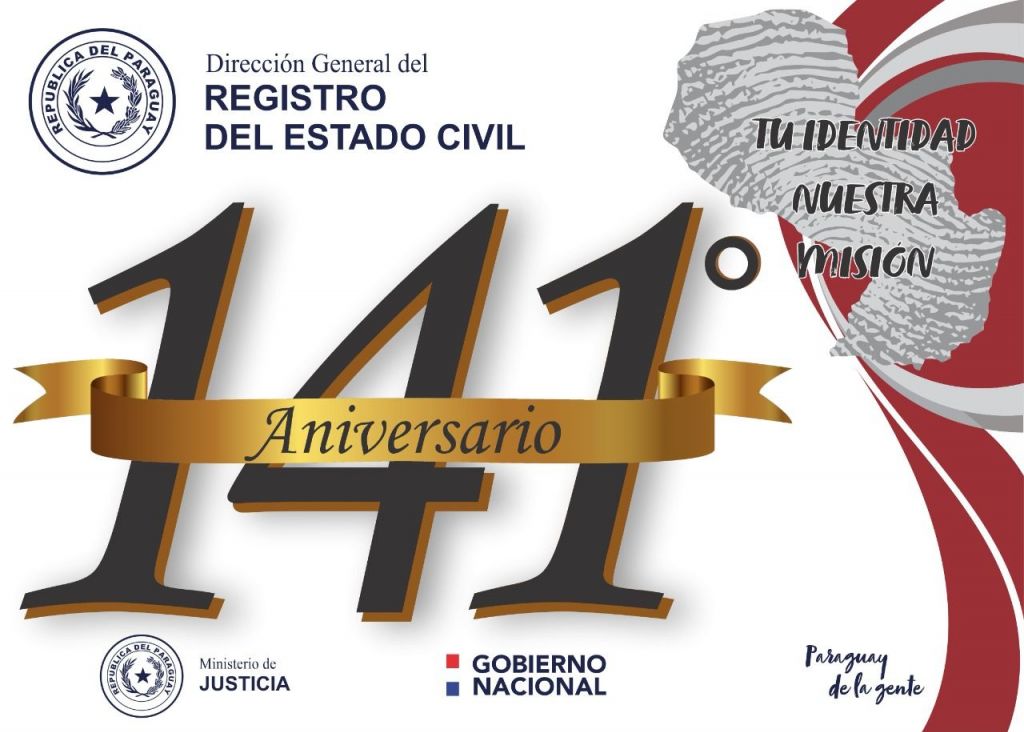 REPUBLICA DEL PARAGUAY
Dirección General del
REGISTRO
DEL ESTADO CIVIL
TU IDENTIDAD
NUESTRA
MISIÓN
141°
Aniversario
REPUBLICA DEL PARAGUAY
Ministerio de
JUSTICIA
GOBIERNO
NACIONAL
Paraguay
de la gente